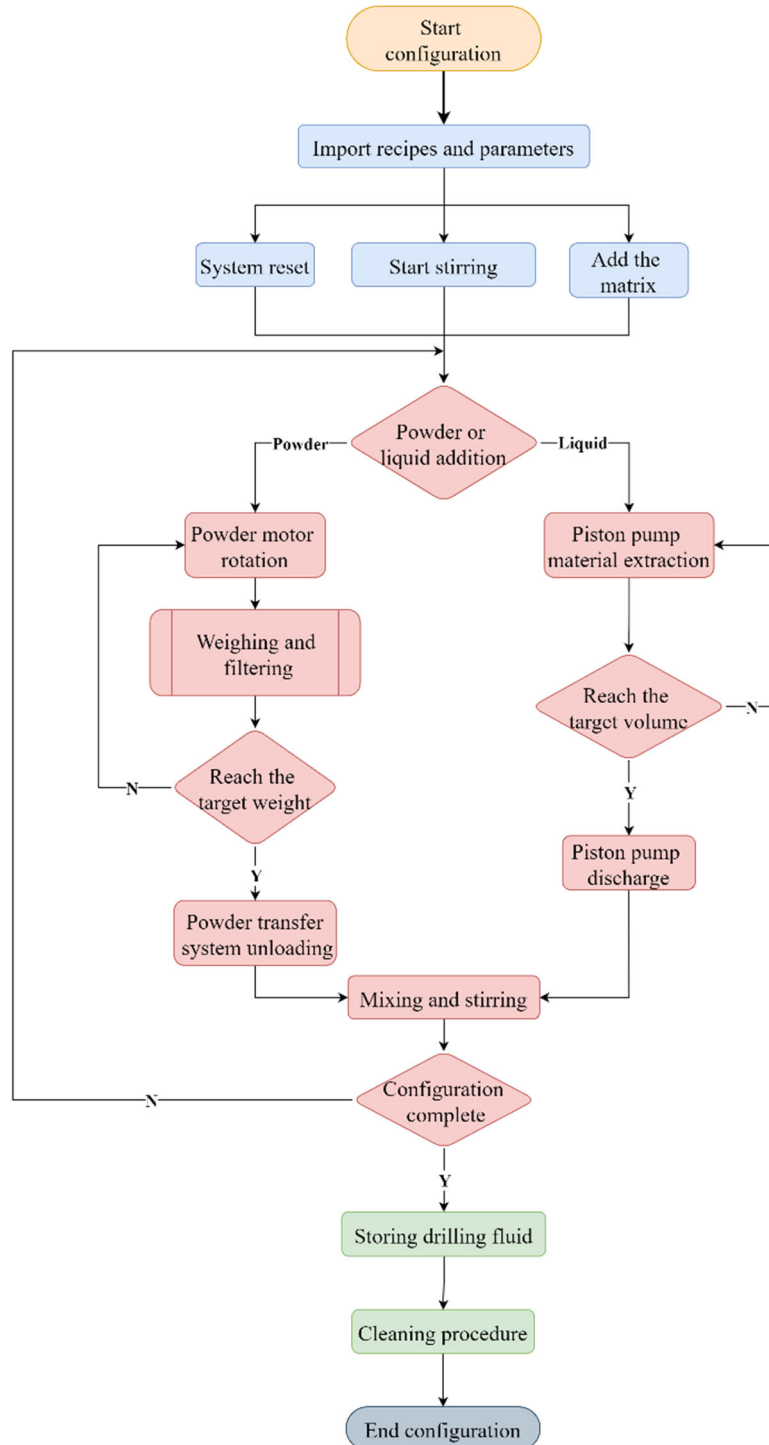 Start
configuration
Import recipes and parameters
System reset
Start stirring
Add the
matrix
Powder or
liquid addition
Powder
Liquid
Powder motor
rotation
Piston pump
material extraction
Weighing and
filtering
Reach the
target volume
N
Reach the
target weight
N
Y
Piston pump
discharge
Y
Powder transfer
system unloading
Mixing and stirring
Configuration
complete
N
Y
Storing drilling fluid
Cleaning procedure
End configuration